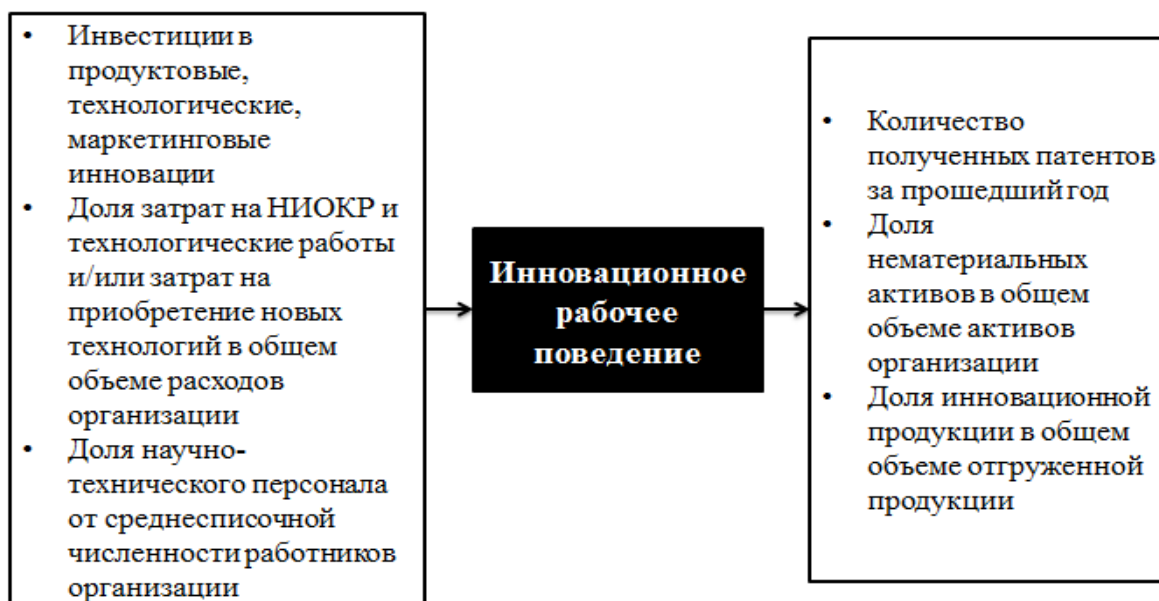 • Инвестиции в
продуктовые,
технологические,
маркетинговые
инновации
• Доля затрат на НИОКР и
технологические работы
и/или затрат на
приобретение новых
технологий в общем
объеме расходов
организации
• Доля научно-
технического персонала
от среднесписочной
численности работников
организации
Инновационное
рабочее
поведение
• Количество
полученных патентов
за прошедший год
• Доля
нематериальных
активов в общем
объеме активов
организации
• Доля инновационной
продукции в общем
объеме отгруженной
продукции